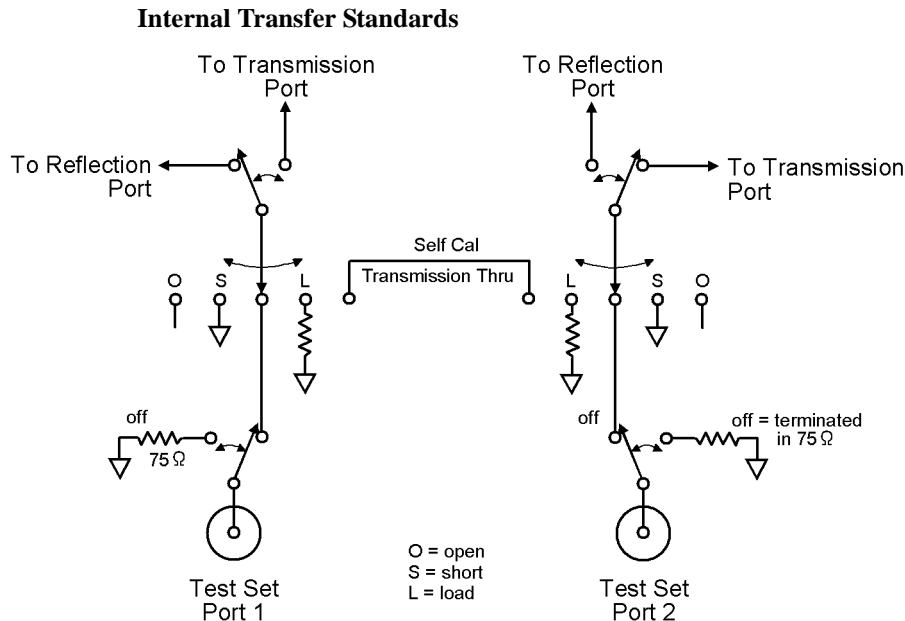 Internal Transfer Standards
To Transmission
Port
To Reflection
Port
To Reflection
Port
To Transmission
Port
Self Cal
Transmission Thru
O
S
L
L
S
O
off
75 Ω
off
off = terminated
in 75 Ω
O = open
S = short
L = load
Test Set
Port 1
Test Set
Port 2